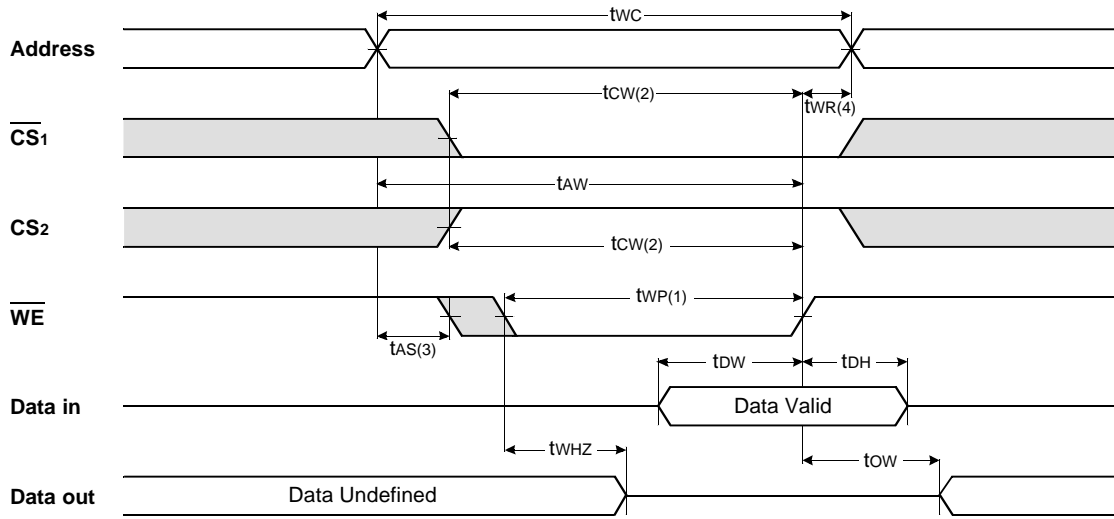 tWC
Address
tCW(2)
tWR(4)
CS1
tAW
CS2
tCW(2)
tWP(1)
WE
tAS(3)
tDW
tDH
Data in
Data Valid
tWHZ
tOW
Data out
Data Undefined